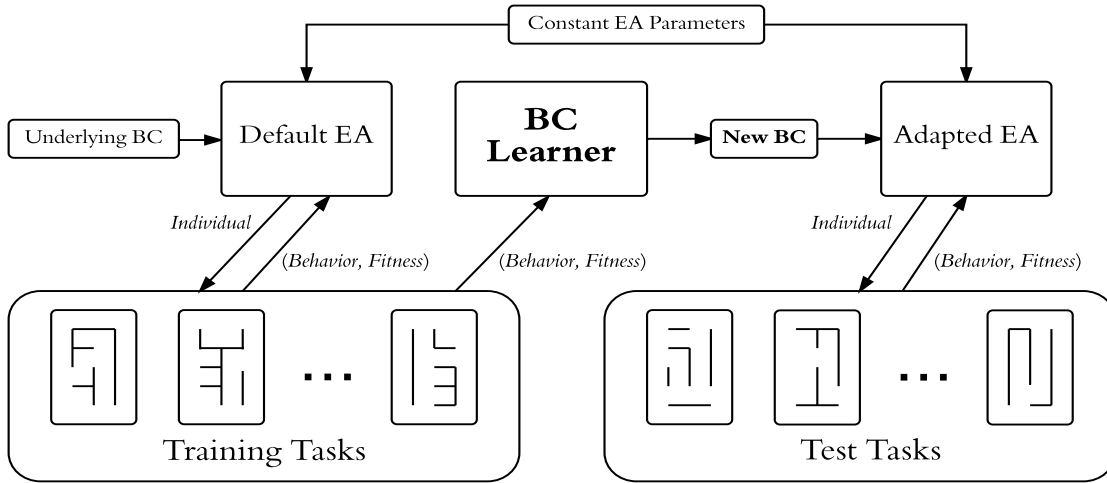 Constant EA Parameters
Underlying BC
Default EA
BC
Learner
New BC
Adapted EA
Individual
(Behavior, Fitness)
(Behavior, Fitness)
Individual
(Behavior, Fitness)
...
Training Tasks
...
Test Tasks